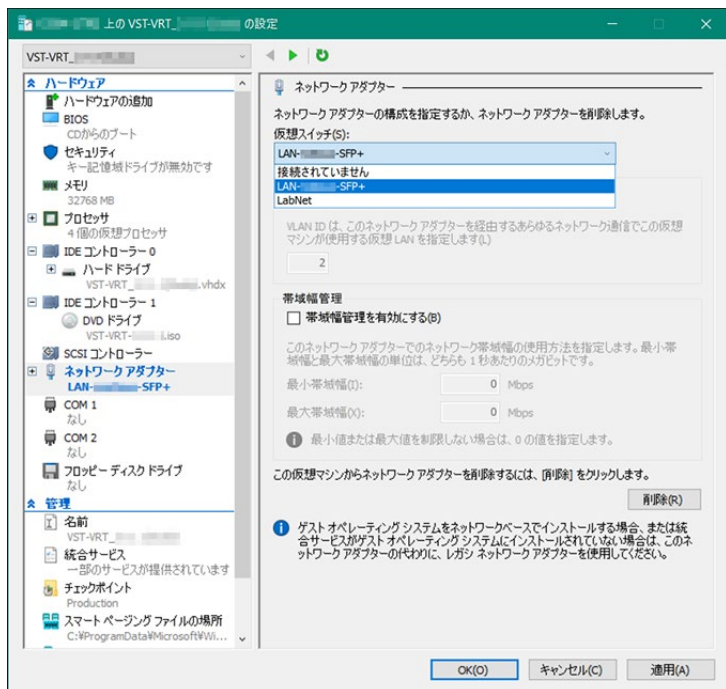 上の VST-VRT_ の設定
VST-VRT_
ハードウェア
ハードウェアの追加
BIOS
CDからのブート
セキュリティ
キー記憶域ドライブが無効です
メモリ
32768 MB
プロセッサ
4 個の仮想プロセッサ
IDE コントローラー 0
ハード ドライブ
VST-VRT_ .vhdx
IDE コントローラー 1
DVD ドライブ
VST-VRT- .iso
SCSI コントローラー
ネットワーク アダプター
LAN- -SFP+
COM 1
なし
COM 2
なし
フロッピー ディスク ドライブ
なし
管理
名前
VST-VRT_
統合サービス
一部のサービスが提供されています
チェックポイント
Production
スマート ページング ファイルの場所
C:¥ProgramData¥Microsoft¥Wi...
ネットワーク アダプター
ネットワーク アダプターの構成を指定するか、ネットワーク アダプターを削除します。
仮想スイッチ(S):
LAN- -SFP+
接続されていません
LAN- -SFP+
LabNet
VLAN ID は、このネットワーク アダプターを経由するあらゆるネットワーク通信でこの仮想
マシンが使用する仮想 LAN を指定します(L)
2
帯域幅管理
帯域幅管理を有効にする(B)
このネットワーク アダプターでのネットワーク帯域幅の使用方法を指定します。最小帯
域幅と最大帯域幅の単位は、どちらも 1 秒あたりのメガビットです。
最小帯域幅(I): 0 Mbps
最大帯域幅(X): 0 Mbps
最小値または最大値を制限しない場合は、0 の値を指定します。
この仮想マシンからネットワーク アダプターを削除するには、[削除] をクリックします。
削除(R)
ゲスト オペレーティング システムをネットワークベースでインストールする場合、または統
合サービスがゲスト オペレーティング システムにインストールされていない場合は、このネ
ットワーク アダプターの代わりに、レガシ ネットワーク アダプターを使用してください。
OK(O) キャンセル(C) 適用(A)